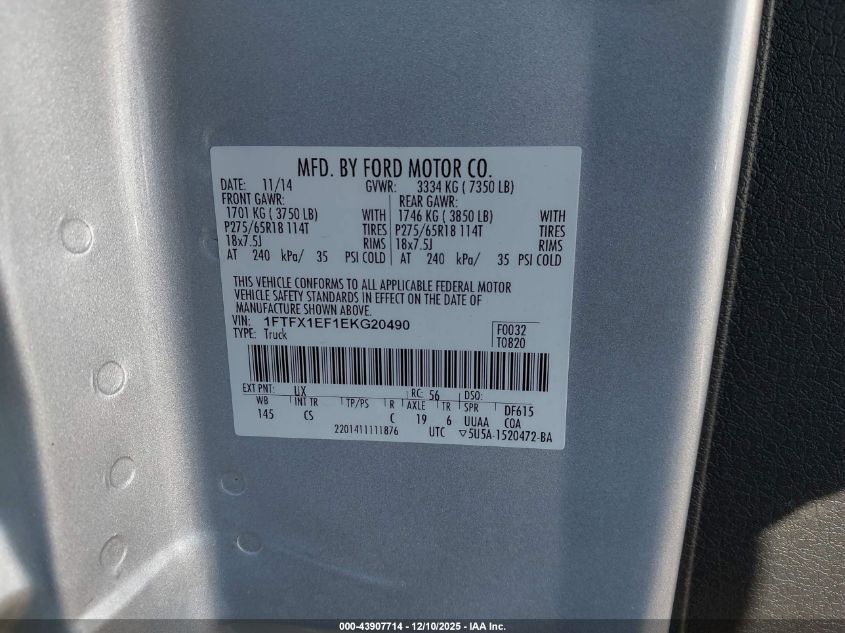 MFD. BY FORD MOTOR CO.
DATE: 11/14 GVWR: 3334 KG ( 7350 LB)
FRONT GAWR: REAR GAWR:
1701 KG ( 3750 LB) WITH 1746 KG ( 3850 LB) WITH
P275/65R18 114T TIRES P275/65R18 114T TIRES
18x7.5J RIMS 18x7.5J RIMS
AT 240 kPa/ 35 PSI COLD AT 240 kPa/ 35 PSI COLD
THIS VEHICLE CONFORMS TO ALL APPLICABLE FEDERAL MOTOR
VEHICLE SAFETY STANDARDS IN EFFECT ON THE DATE OF
MANUFACTURE SHOWN ABOVE.
VIN: 1FTFX1EF1EKG20490 F0032
TYPE: Truck T0820
EXT PNT: UX RC: 56 DSO:
WB INT TR TP/PS R AXLE TR SPR DF615
145 CS C 19 6 UUAA COA
2201411111876 UTC ▽5U5A-1520472-BA
000-43907714 — 12/10/2025 — IAA Inc.